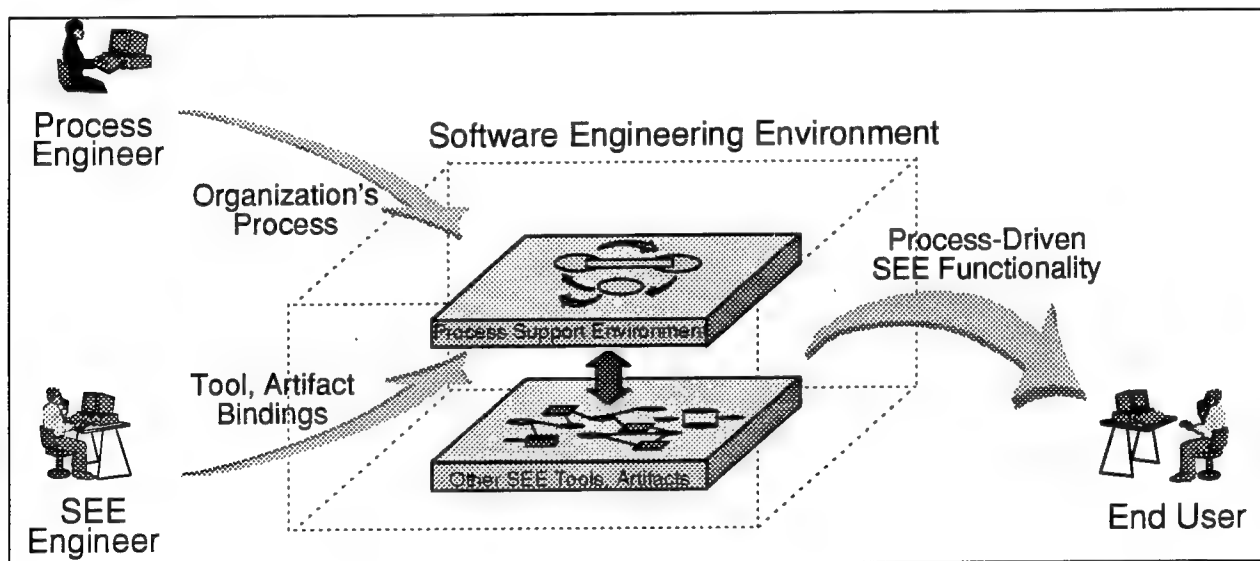 Process
Engineer
Software Engineering Environment
Organization's
Process
Process-Driven
SEE Functionality
Process Support Environment
Tool, Artifact
Bindings
Other SEE Tools, Artifacts
SEE
Engineer
End User